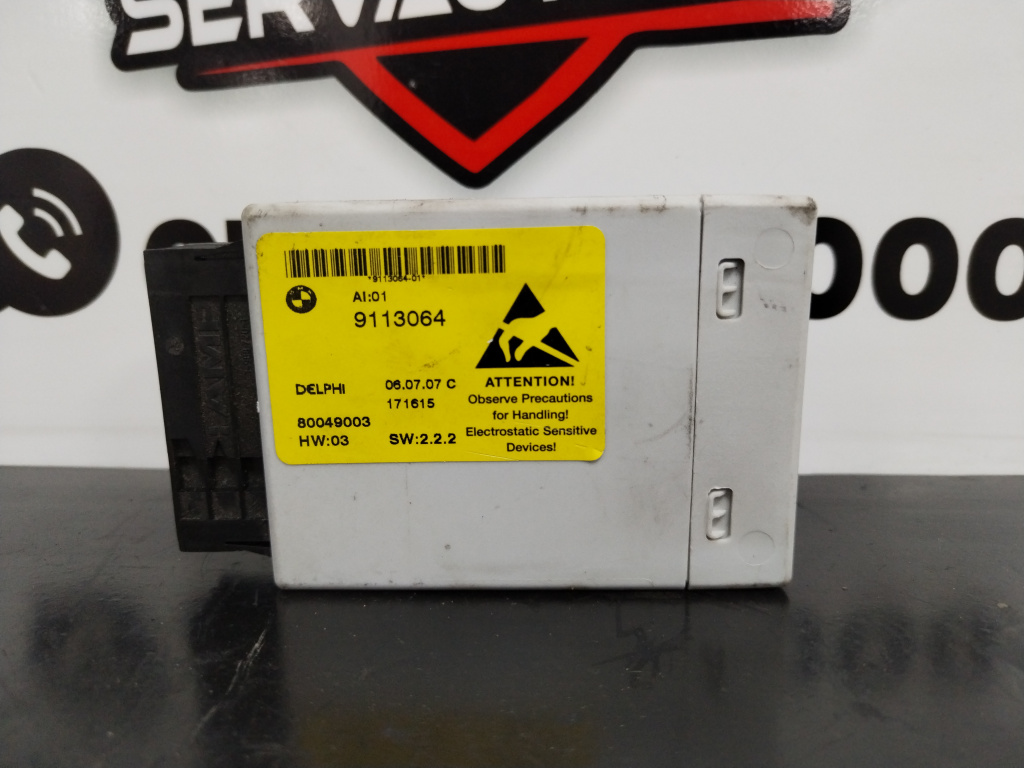 *9113064-01*
AI:01
9113064
DELPHI 06.07.07 C
171615
80049003
HW:03 SW:2.2.2
ATTENTION!
Observe Precautions
for Handling!
Electrostatic Sensitive
Devices!
AMP